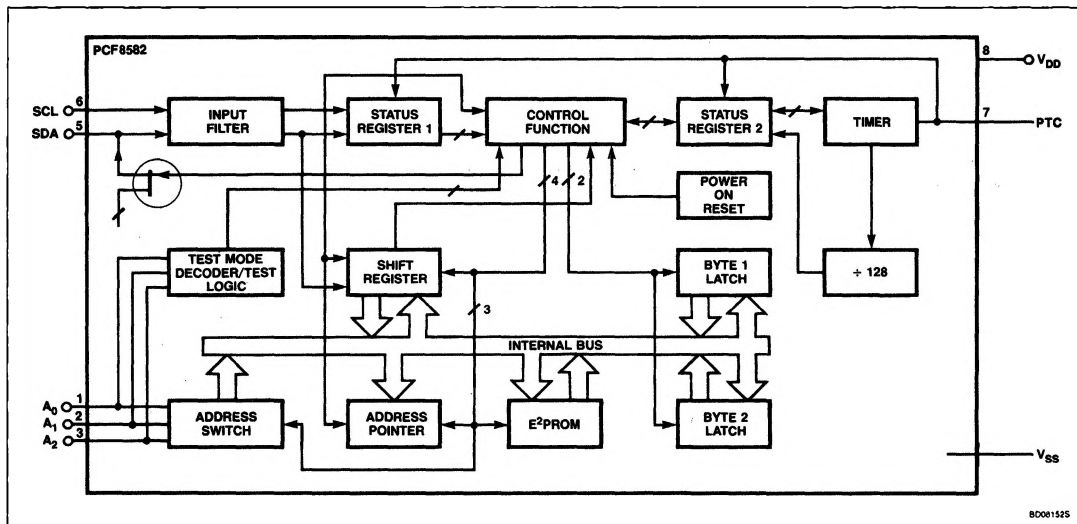 PCF8582
8
V_DD
SCL
6
SDA
5
INPUT
FILTER
STATUS
REGISTER 1
CONTROL
FUNCTION
STATUS
REGISTER 2
TIMER
7
PTC
4
2
POWER
ON
RESET
TEST MODE
DECODER/TEST
LOGIC
SHIFT
REGISTER
BYTE 1
LATCH
÷ 128
3
INTERNAL BUS
A₀
1
A₁
2
A₂
3
ADDRESS
SWITCH
ADDRESS
POINTER
E²PROM
BYTE 2
LATCH
V_SS
BD08152S